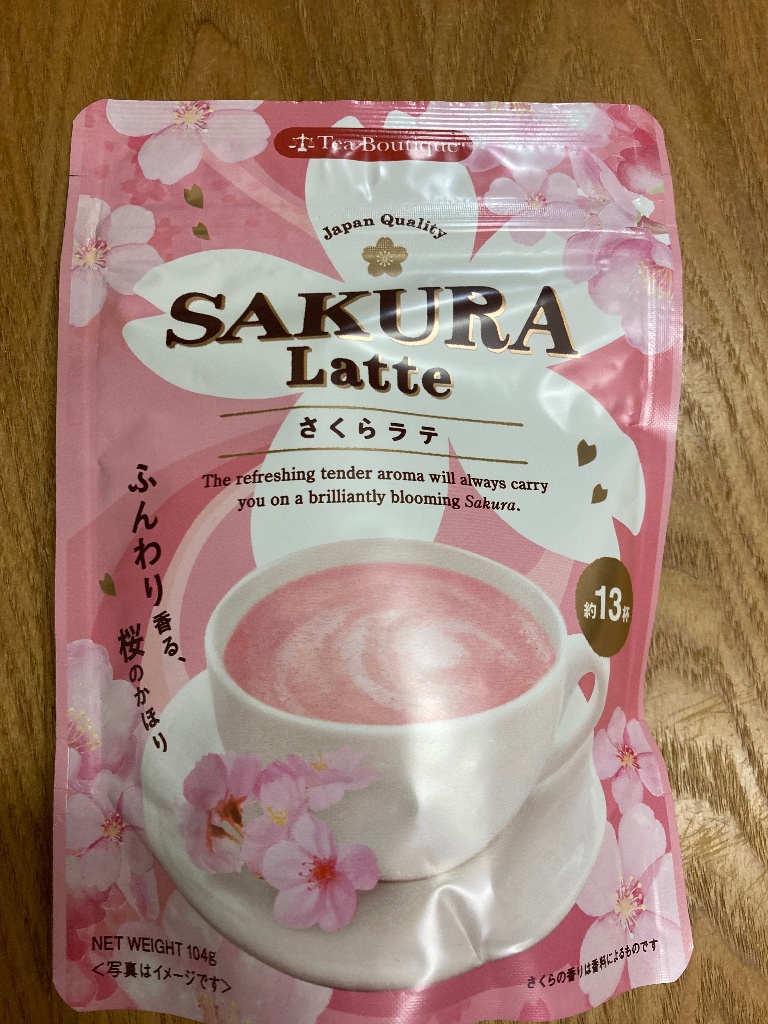 Tea Boutique
Japan Quality
SAKURA
Latte
さくらラテ
The refreshing tender aroma will always carry
you on a brilliantly blooming Sakura.
ふんわり香る、
桜のかほり
約13杯
NET WEIGHT 104g
<写真はイメージです>
さくらの香りは香料によるものです